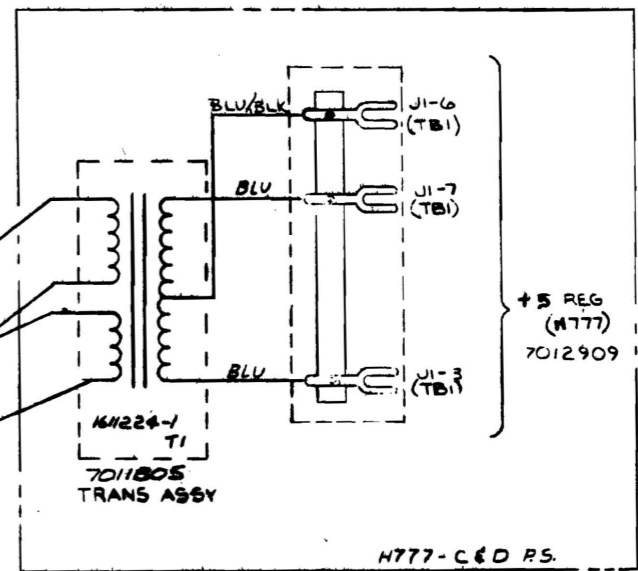 BLU/BLK
J1-6
(TB1)
BLU
J1-7
(TB1)
+5 REG
(H777)
7012909
BLU
J1-3
(TB1)
1611224-1
T1
7011805
TRANS ASSY
H777-C & D P.S.